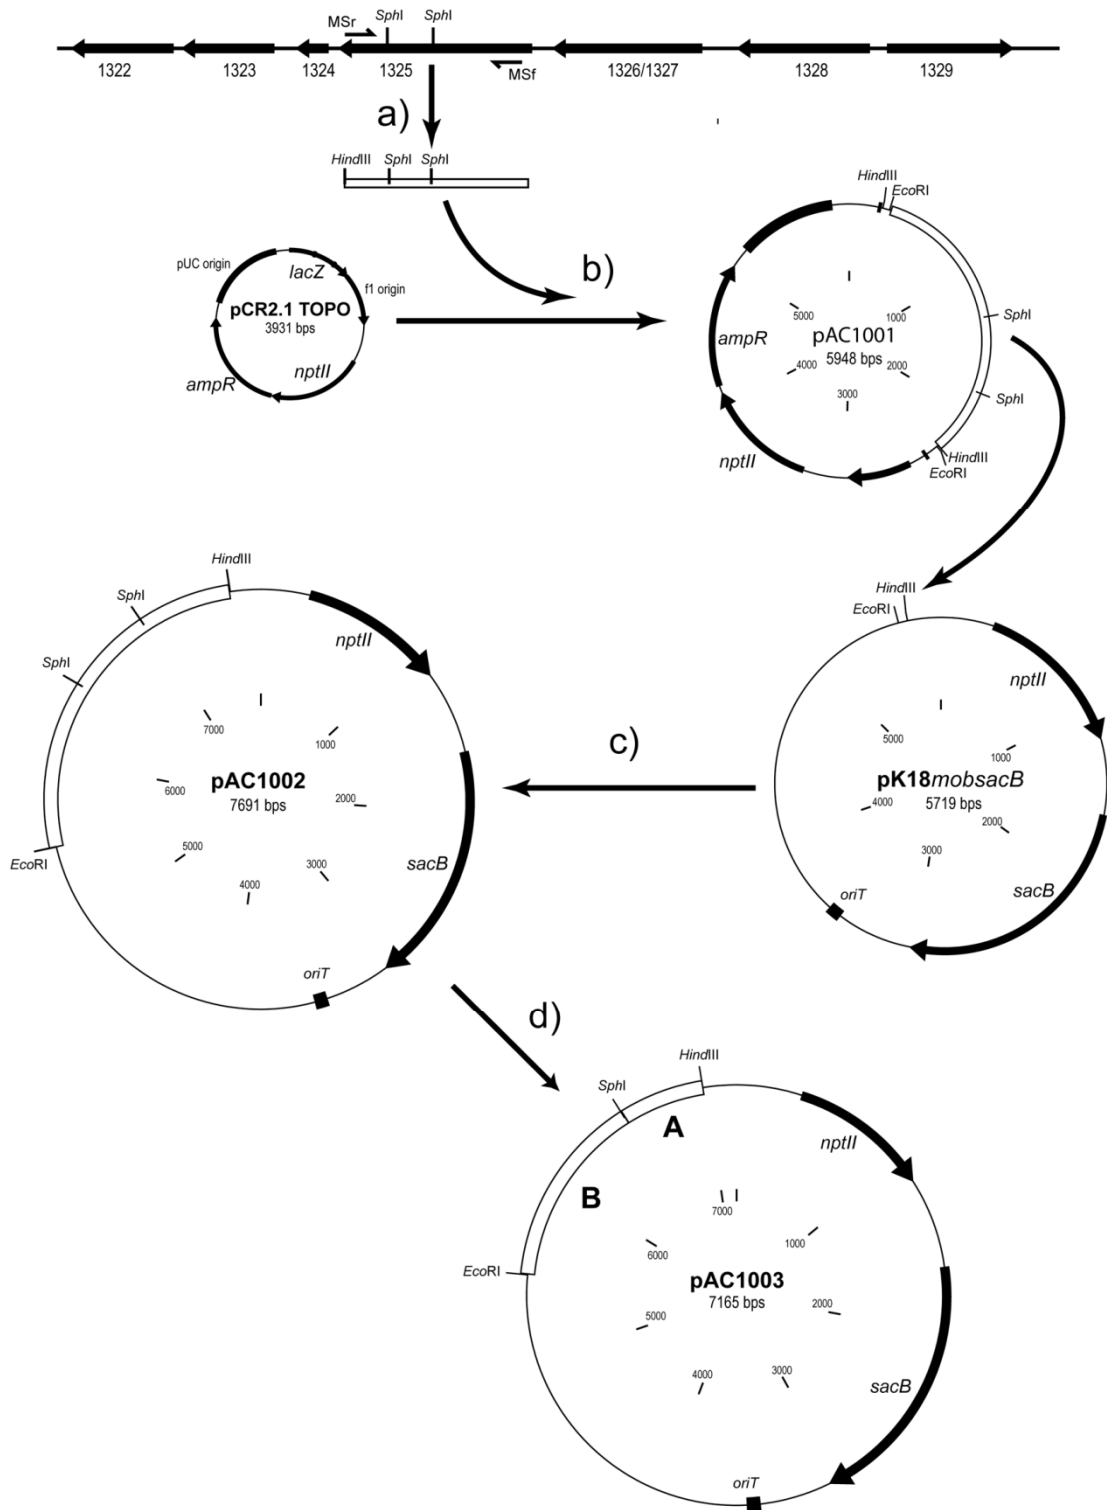 MSr
SphI
SphI
1322
1323
1324
1325
MSf
1326/1327
1328
1329
a)
HindIII
SphI
SphI
pUC origin
lacZ
f1 origin
pCR2.1 TOPO
3931 bps
ampR
nptII
b)
HindIII
EcoRI
SphI
SphI
HindIII
EcoRI
5000
1000
ampR
pAC1001
5948 bps
4000
2000
3000
nptII
HindIII
SphI
SphI
nptII
7000
1000
pAC1002
7691 bps
6000
2000
5000
3000
4000
EcoRI
sacB
oriT
c)
HindIII
EcoRI
nptII
5000
1000
pK18mobsacB
5719 bps
4000
2000
3000
oriT
sacB
d)
HindIII
SphI
A
nptII
B
7000
1000
6000
EcoRI
pAC1003
7165 bps
2000
5000
4000
3000
sacB
oriT